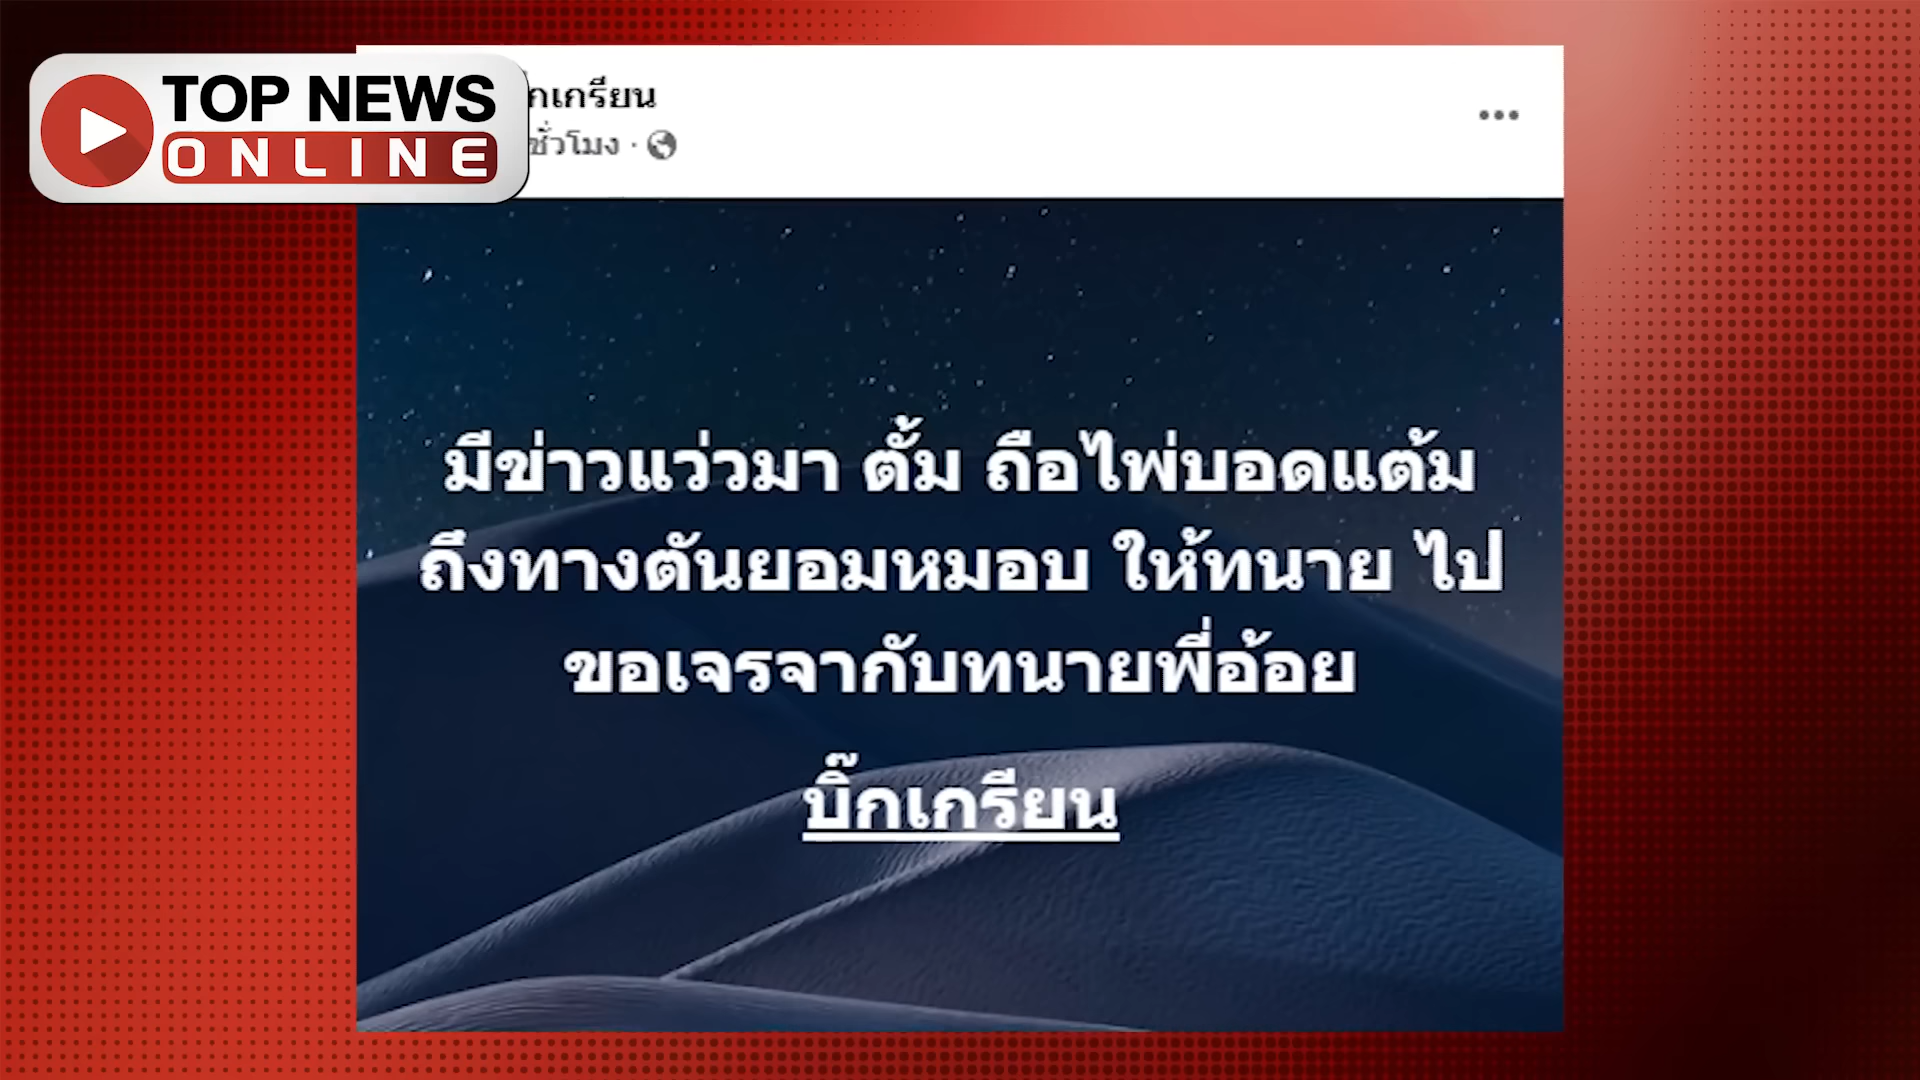 TOP NEWS
ONLINE
กเกรียน
ชั่วโมง ·
มีข่าวแว่วมา ตั้ม ถือไพ่บอดแต้ม
ถึงทางตันยอมหมอบ ให้ทนาย ไป
ขอเจรจากับทนายพี่อ้อย
บิ๊กเกรียน